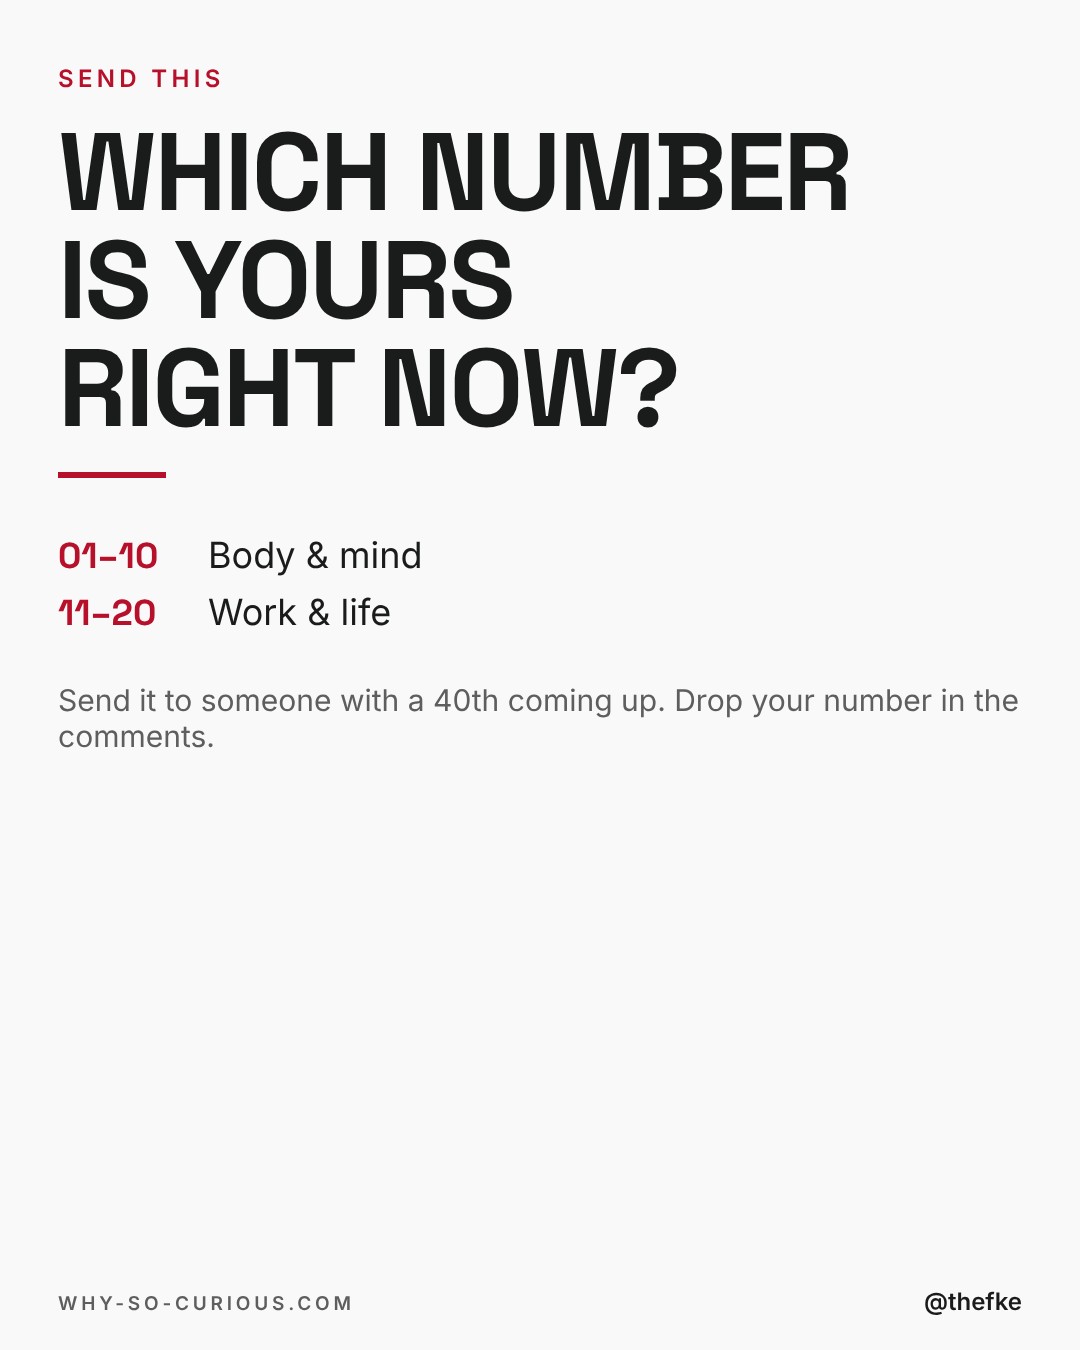 SEND THIS
WHICH NUMBER
IS YOURS
RIGHT NOW?
01–10 Body & mind
11–20 Work & life
Send it to someone with a 40th coming up. Drop your number in the
comments.
WHY-SO-CURIOUS.COM
@thefke